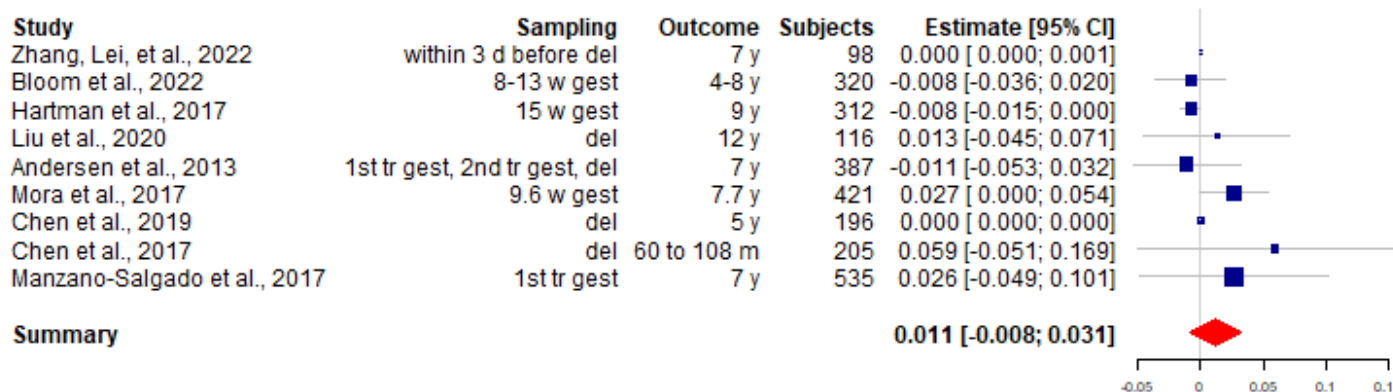 Study Sampling Outcome Subjects Estimate [95% CI]
Zhang, Lei, et al., 2022 within 3 d before del 7 y 98 0.000 [ 0.000; 0.001]
Bloom et al., 2022 8-13 w gest 4-8 y 320 -0.008 [-0.036; 0.020]
Hartman et al., 2017 15 w gest 9 y 312 -0.008 [-0.015; 0.000]
Liu et al., 2020 del 12 y 116 0.013 [-0.045; 0.071]
Andersen et al., 2013 1st tr gest, 2nd tr gest, del 7 y 387 -0.011 [-0.053; 0.032]
Mora et al., 2017 9.6 w gest 7.7 y 421 0.027 [ 0.000; 0.054]
Chen et al., 2019 del 5 y 196 0.000 [ 0.000; 0.000]
Chen et al., 2017 del 60 to 108 m 205 0.059 [-0.051; 0.169]
Manzano-Salgado et al., 2017 1st tr gest 7 y 535 0.026 [-0.049; 0.101]
Summary 0.011 [-0.008; 0.031]
-0.05 0 0.05 0.1 0.1